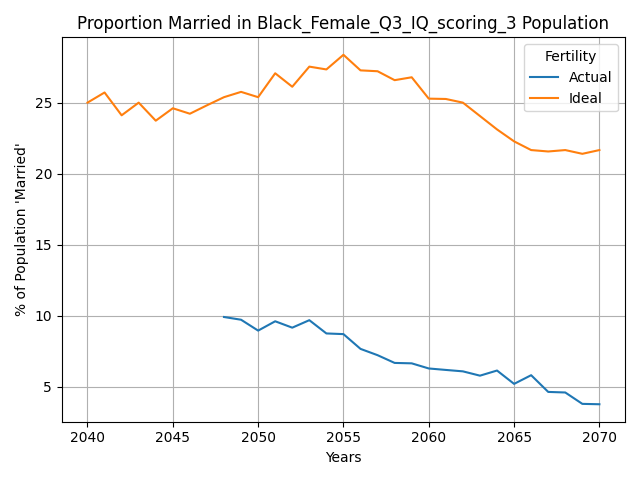 Proportion Married in Black_Female_Q3_IQ_scoring_3 Population
Fertility
Actual
Ideal
% of Population 'Married'
25
20
15
10
5
2040 2045 2050 2055 2060 2065 2070
Years